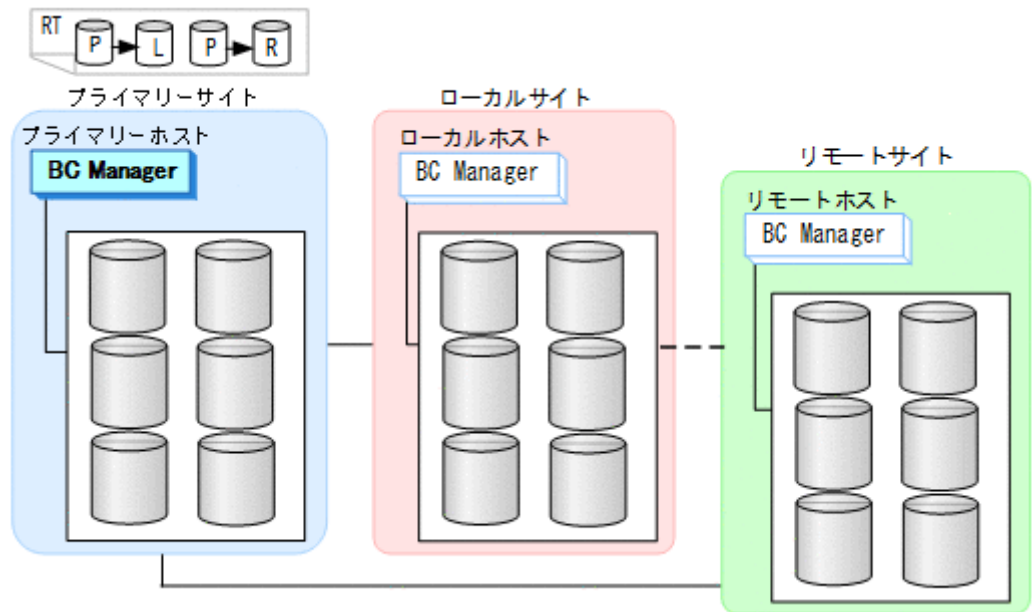 RT
P L P R
プライマリーサイト
プライマリーホスト
BC Manager
ローカルサイト
ローカルホスト
BC Manager
リモートサイト
リモートホスト
BC Manager